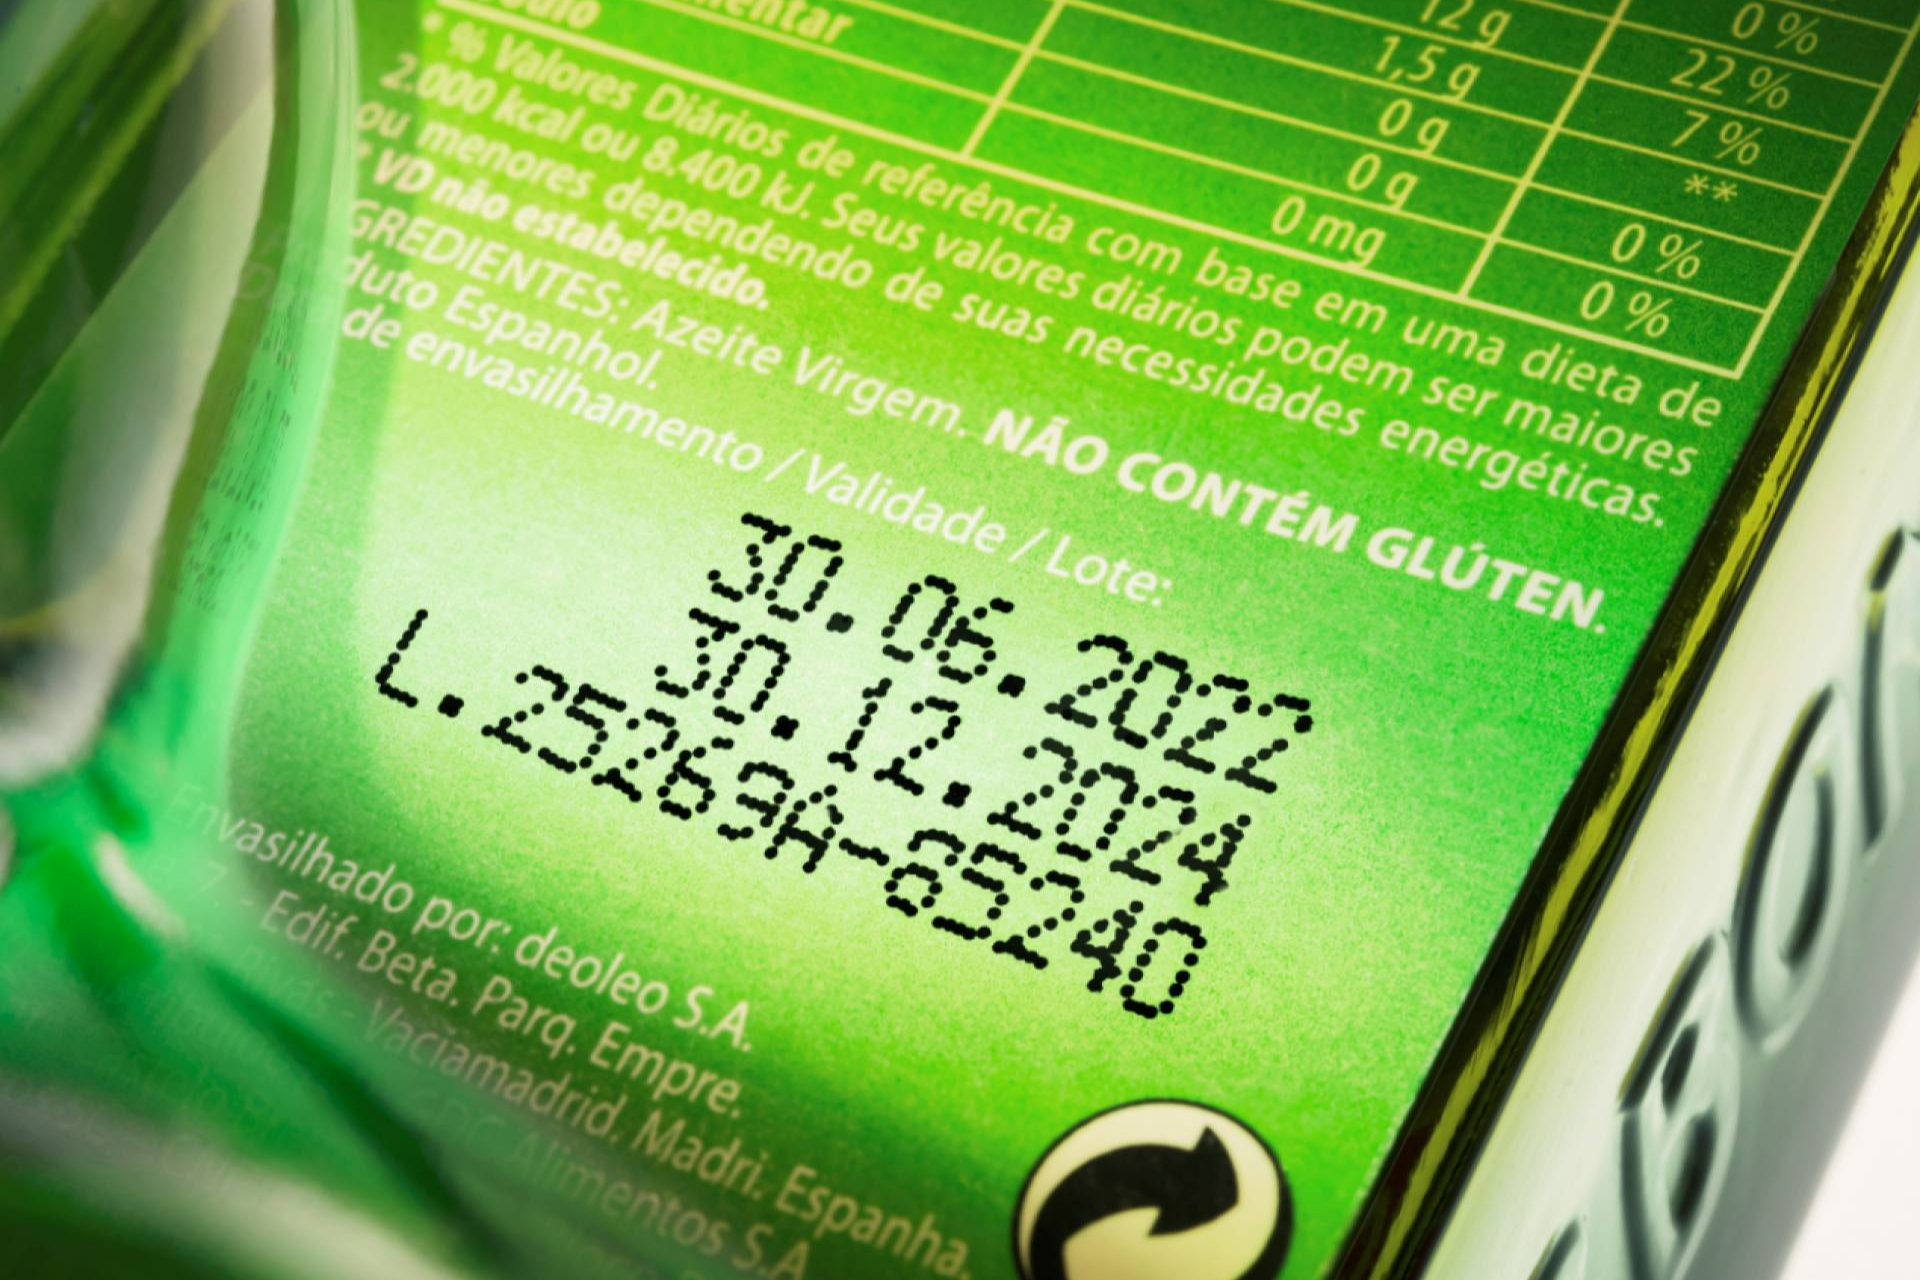 12 g 0 %
1,5 g 22 %
0 g 7 %
0 g **
0 mg 0 %
0 %
* % Valores Diários de referência com base em uma dieta de
2.000 kcal ou 8.400 kJ. Seus valores diários podem ser maiores
ou menores dependendo de suas necessidades energéticas.
* VD não estabelecido.
GREDIENTES: Azeite Virgem. NÃO CONTÉM GLÚTEN.
duto Espanhol.
de envasilhamento / Validade / Lote:
30.06.2022
30.12.2024
L.25269A-65240
Envasilhado por: deoleo S.A.
7. - Edif. Beta. Parq. Empre.
- Vaciamadrid. Madri. Espanha.
Alimentos S.A